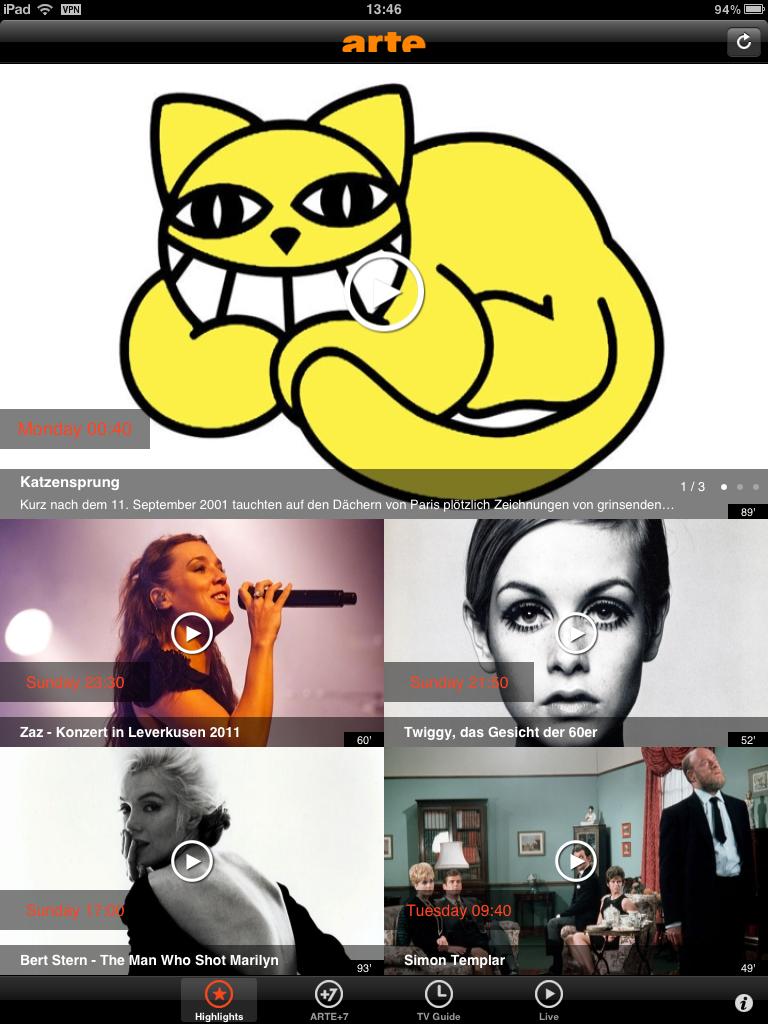 iPad VPN 13:46 94%
arte
Monday 00:40
Katzensprung
1 / 3
Kurz nach dem 11. September 2001 tauchten auf den Dächern von Paris plötzlich Zeichnungen von grinsenden…
89'
Sunday 23:30
Zaz - Konzert in Leverkusen 2011
60'
Sunday 21:50
Twiggy, das Gesicht der 60er
52'
Sunday 17:00
Bert Stern - The Man Who Shot Marilyn
93'
Tuesday 09:40
Simon Templar
49'
Highlights
+7
ARTE+7
TV Guide
Live